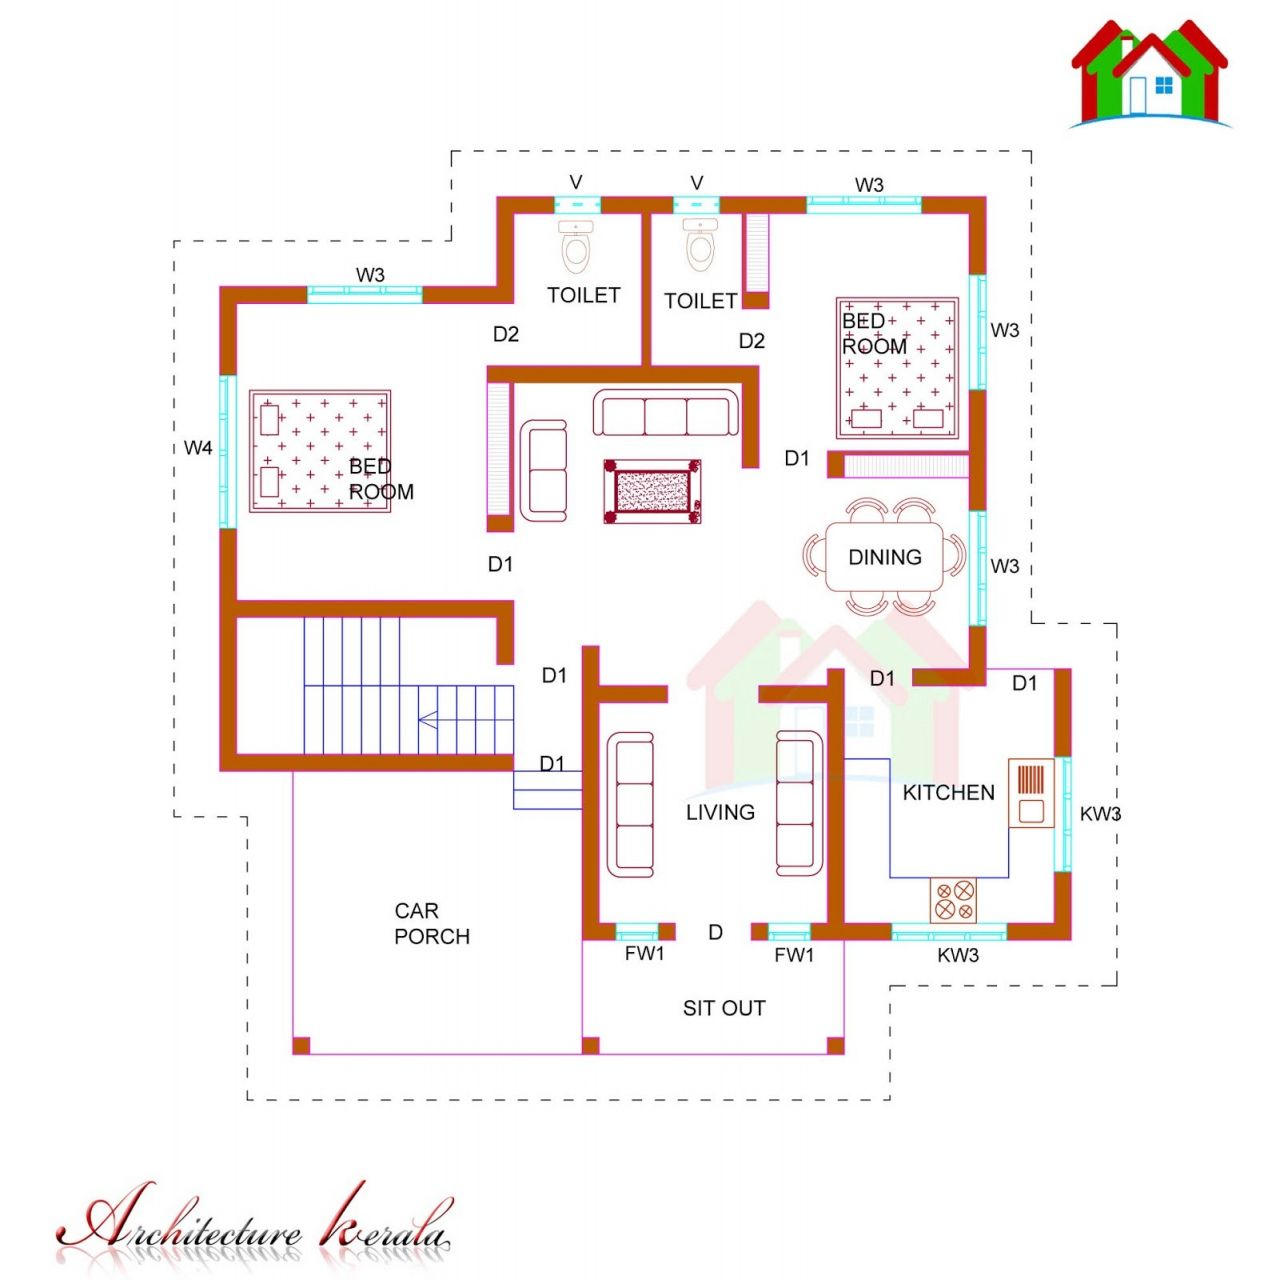 V
V
W3
W3
TOILET
TOILET
D2
D2
BED
ROOM
W3
W4
BED
ROOM
D1
D1
DINING
W3
D1
D1
D1
D1
KITCHEN
LIVING
KW3
CAR
PORCH
D
FW1
FW1
KW3
SIT OUT
Architecture Kerala